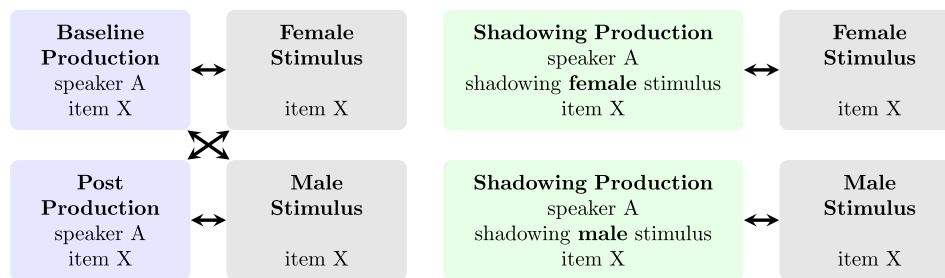 Baseline
Production
speaker A
item X
Female
Stimulus
item X
Shadowing Production
speaker A
shadowing female stimulus
item X
Female
Stimulus
item X
Post
Production
speaker A
item X
Male
Stimulus
item X
Shadowing Production
speaker A
shadowing male stimulus
item X
Male
Stimulus
item X